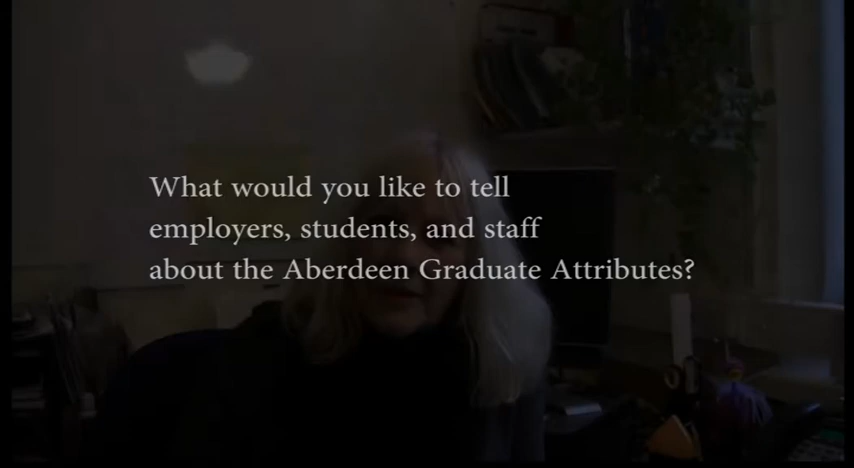 What would you like to tell
employers, students, and staff
about the Aberdeen Graduate Attributes?